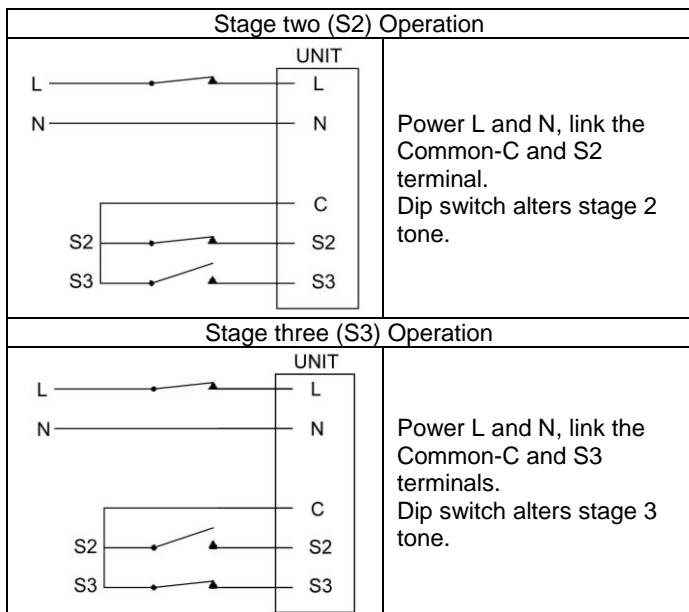 Stage two (S2) Operation
UNIT
L L
N N
C
S2 S2
S3 S3
Power L and N, link the
Common-C and S2
terminal.
Dip switch alters stage 2
tone.
Stage three (S3) Operation
UNIT
L L
N N
C
S2 S2
S3 S3
Power L and N, link the
Common-C and S3
terminals.
Dip switch alters stage 3
tone.